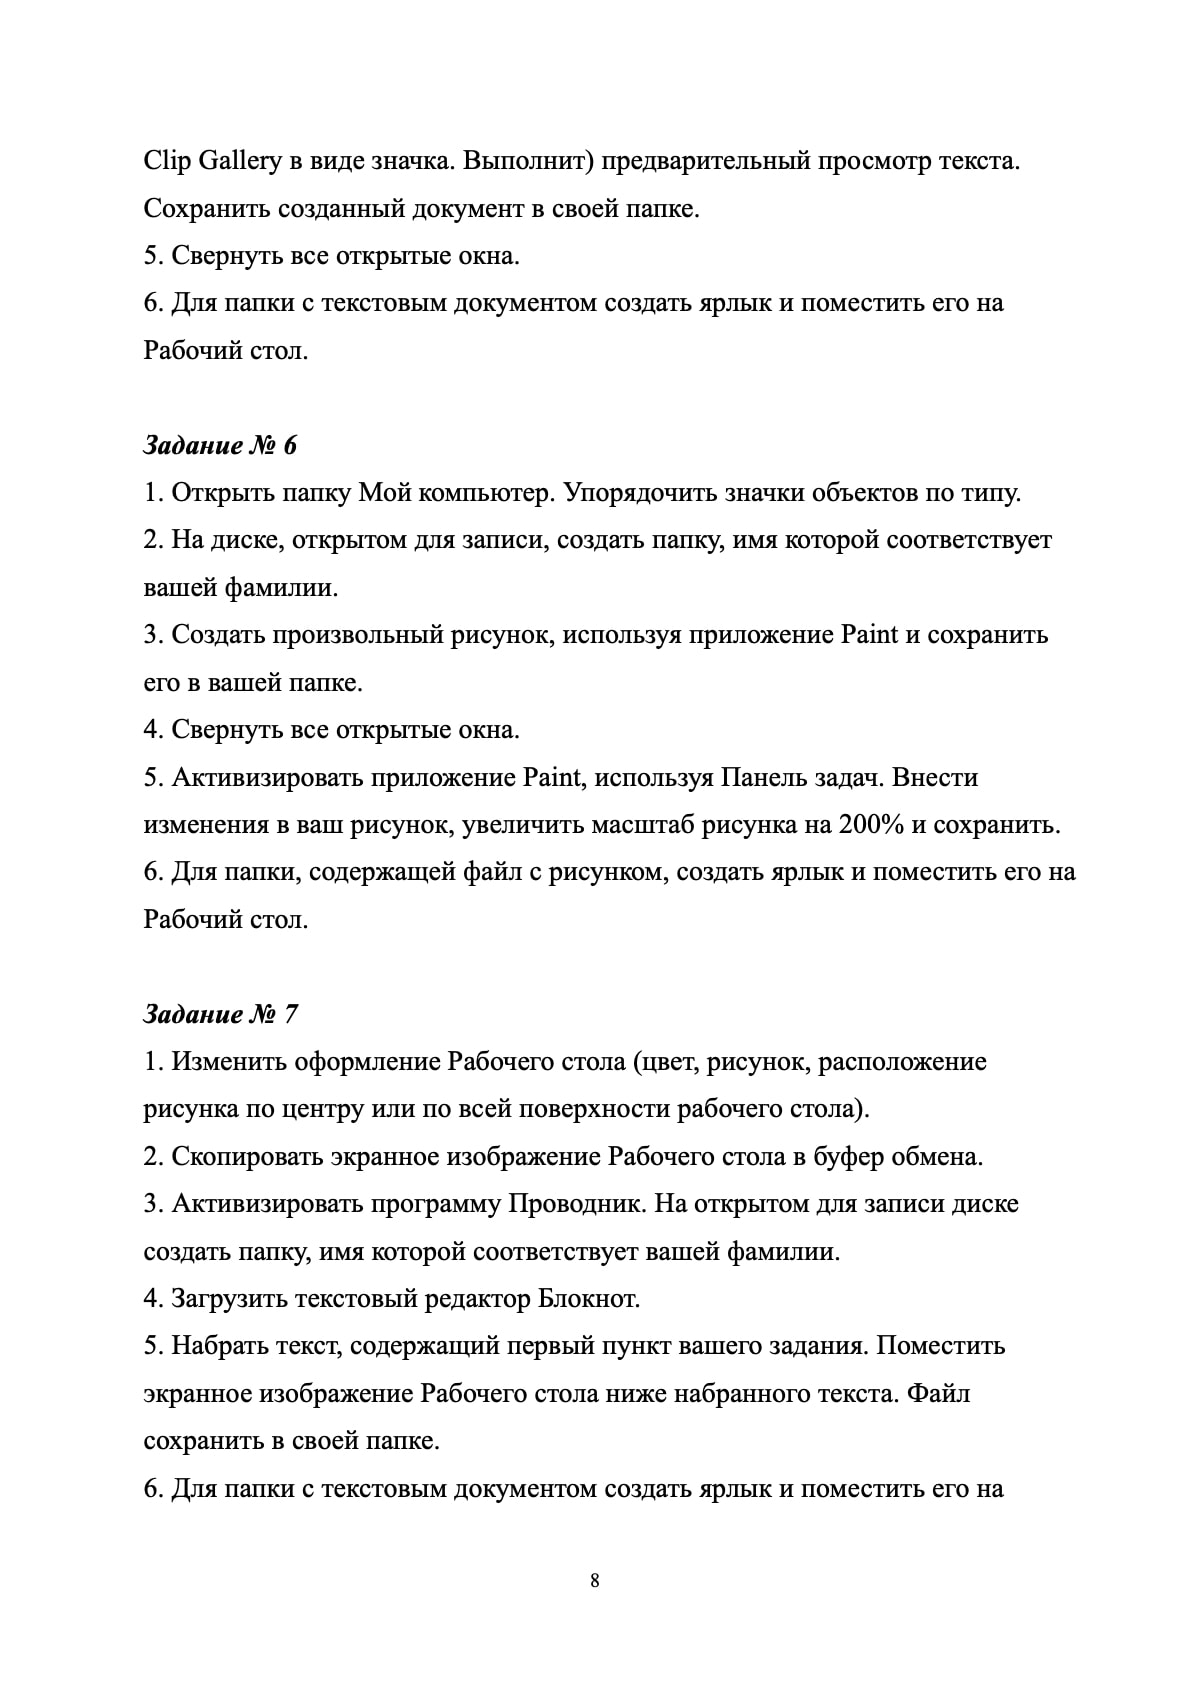 Clip Gallery в виде значка. Выполнит) предварительный просмотр текста.
Сохранить созданный документ в своей папке.
5. Свернуть все открытые окна.
6. Для папки с текстовым документом создать ярлык и поместить его на
Рабочий стол.
Задание № 6
1. Открыть папку Мой компьютер. Упорядочить значки объектов по типу.
2. На диске, открытом для записи, создать папку, имя которой соответствует
вашей фамилии.
3. Создать произвольный рисунок, используя приложение Paint и сохранить
его в вашей папке.
4. Свернуть все открытые окна.
5. Активизировать приложение Paint, используя Панель задач. Внести
изменения в ваш рисунок, увеличить масштаб рисунка на 200% и сохранить.
6. Для папки, содержащей файл с рисунком, создать ярлык и поместить его на
Рабочий стол.
Задание № 7
1. Изменить оформление Рабочего стола (цвет, рисунок, расположение
рисунка по центру или по всей поверхности рабочего стола).
2. Скопировать экранное изображение Рабочего стола в буфер обмена.
3. Активизировать программу Проводник. На открытом для записи диске
создать папку, имя которой соответствует вашей фамилии.
4. Загрузить текстовый редактор Блокнот.
5. Набрать текст, содержащий первый пункт вашего задания. Поместить
экранное изображение Рабочего стола ниже набранного текста. Файл
сохранить в своей папке.
6. Для папки с текстовым документом создать ярлык и поместить его на
8